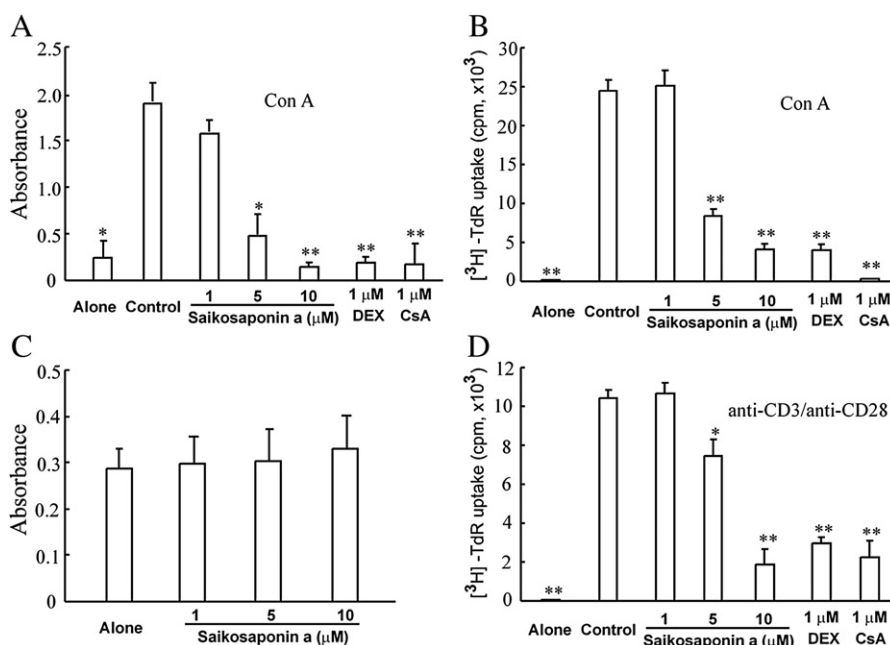 A
Absorbance
2.5
2.0
1.5
1.0
0.5
0
Con A
*
*
**
**
**
Alone Control 1 5 10 1 μM 1 μM
Saikosaponin a (μM) DEX CsA
B
[³H] -TdR uptake (cpm, x10³)
30
25
20
15
10
5
0
Con A
**
**
**
**
**
Alone Control 1 5 10 1 μM 1 μM
Saikosaponin a (μM) DEX CsA
C
Absorbance
0.5
0.4
0.3
0.2
0.1
0
Alone 1 5 10
Saikosaponin a (μM)
D
[³H] -TdR uptake (cpm, x10³)
12
10
8
6
4
2
0
anti-CD3/anti-CD28
**
*
**
**
**
Alone Control 1 5 10 1 μM 1 μM
Saikosaponin a (μM) DEX CsA